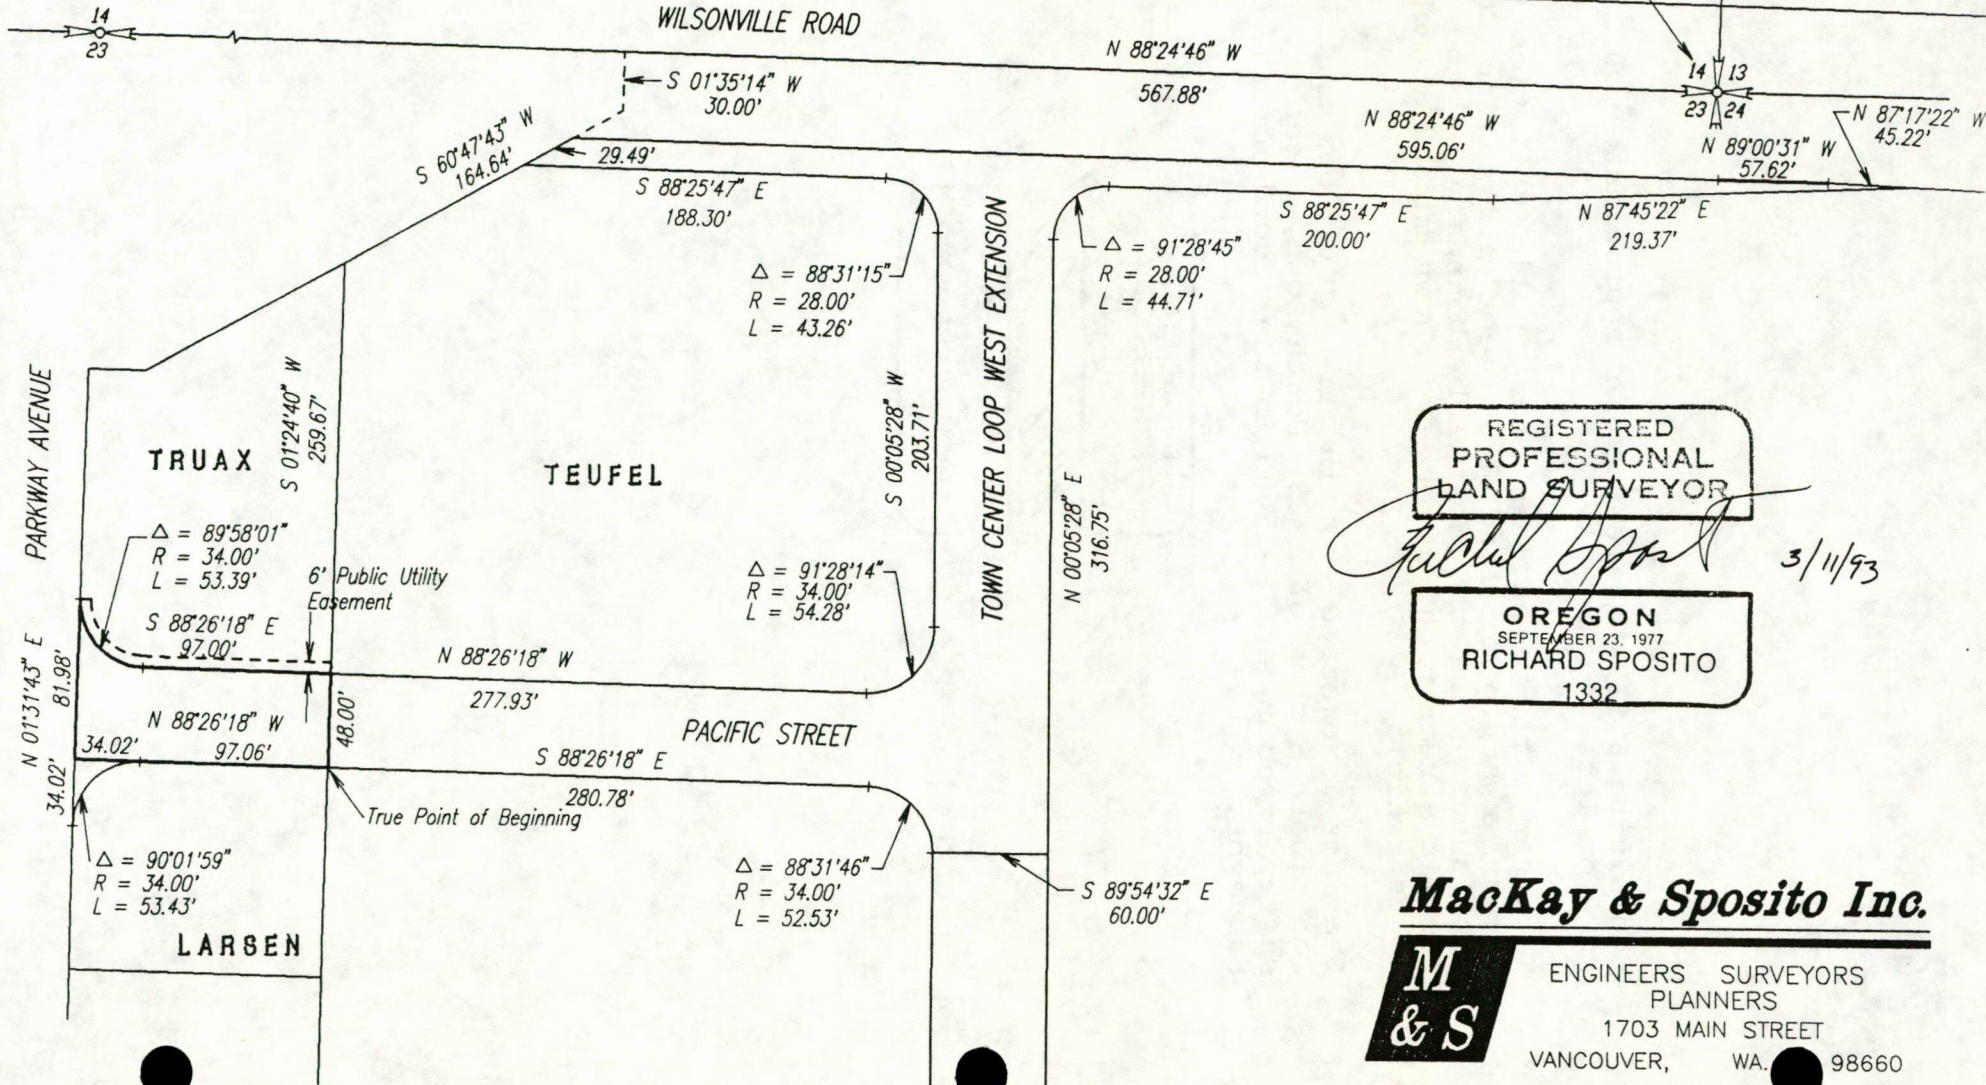 14
23
WILSONVILLE ROAD
S 01°35'14" W
30.00'
N 88°24'46" W
567.88'
14 13
23 24
N 87°17'22" W
45.22'
N 88°24'46" W
595.06'
N 89°00'31" W
57.62'
S 60°47'43" W
164.64'
29.49'
S 88°25'47" E
188.30'
S 88°25'47" E
200.00'
N 87°45'22" E
219.37'
Δ = 88°31'15"
R = 28.00'
L = 43.26'
Δ = 91°28'45"
R = 28.00'
L = 44.71'
TOWN CENTER LOOP WEST EXTENSION
PARKWAY AVENUE
S 01°24'40" W
259.67'
TRUAX
TEUFEL
S 00°05'28" W
203.71'
N 00°05'28" E
316.75'
Δ = 89°58'01"
R = 34.00'
L = 53.39'
6' Public Utility
Easement
S 88°26'18" E
97.00'
Δ = 91°28'14"
R = 34.00'
L = 54.28'
N 01°31'43" E
81.98'
N 88°26'18" W
277.93'
N 88°26'18" W
34.02'
97.06'
48.00'
PACIFIC STREET
S 88°26'18" E
280.78'
34.02'
True Point of Beginning
Δ = 90°01'59"
R = 34.00'
L = 53.43'
Δ = 88°31'46"
R = 34.00'
L = 52.53'
S 89°54'32" E
60.00'
LARSEN
REGISTERED
PROFESSIONAL
LAND SURVEYOR
Richard Sposito
3/11/93
OREGON
SEPTEMBER 23, 1977
RICHARD SPOSITO
1332
MacKay & Sposito Inc.
M
& S
ENGINEERS SURVEYORS
PLANNERS
1703 MAIN STREET
VANCOUVER, WA. 98660